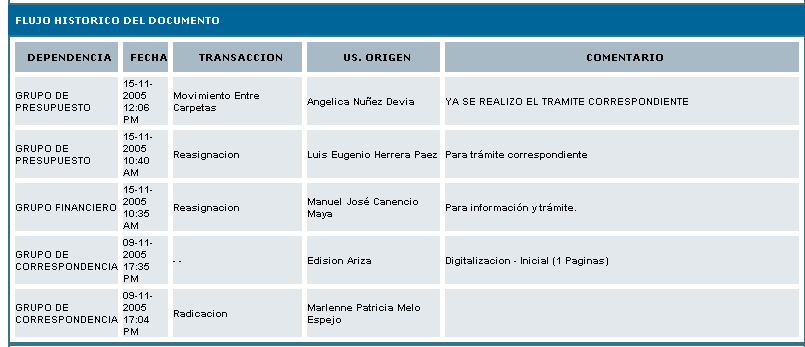 FLUJO HISTORICO DEL DOCUMENTO
DEPENDENCIA FECHA TRANSACCION US. ORIGEN COMENTARIO
GRUPO DE PRESUPUESTO 15-11-2005 12:06 PM Movimiento Entre Carpetas Angelica Nuñez Devia YA SE REALIZO EL TRAMITE CORRESPONDIENTE
GRUPO DE PRESUPUESTO 15-11-2005 10:40 AM Reasignacion Luis Eugenio Herrera Paez Para trámite correspondiente
GRUPO FINANCIERO 15-11-2005 10:35 AM Reasignacion Manuel José Canencio Maya Para información y trámite.
GRUPO DE CORRESPONDENCIA 09-11-2005 17:35 PM - - Edision Ariza Digitalizacion - Inicial (1 Paginas)
GRUPO DE CORRESPONDENCIA 09-11-2005 17:04 PM Radicacion Marlenne Patricia Melo Espejo